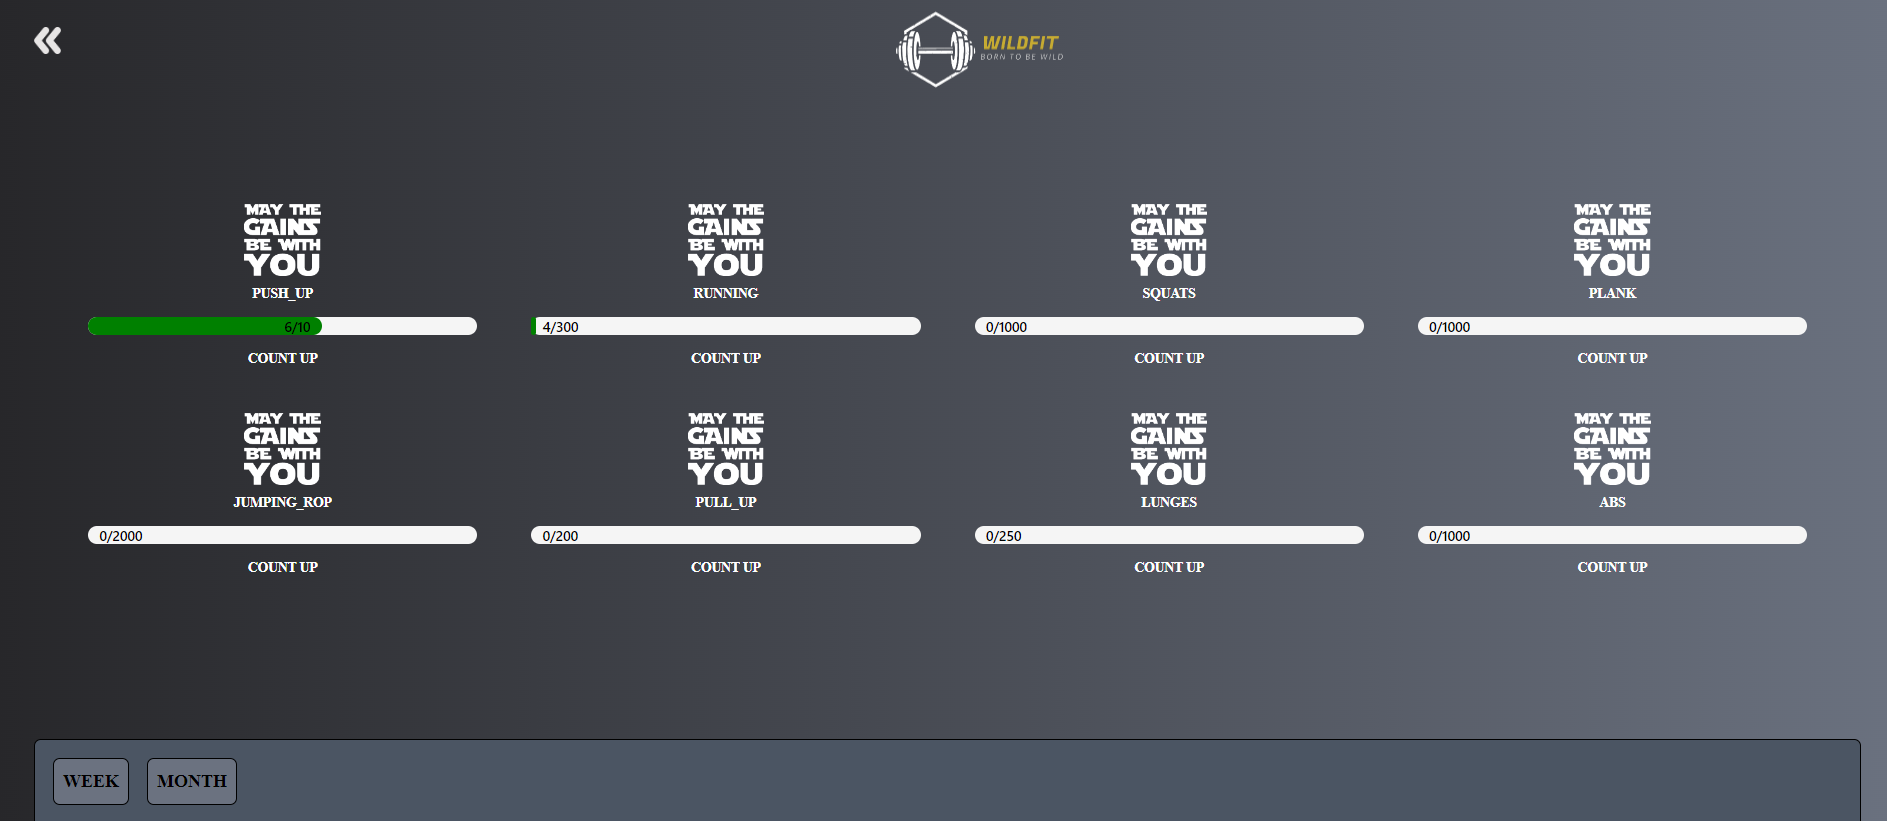 WILDFIT
BORN TO BE WILD
MAY THE
GAINS
BE WITH
YOU
PUSH_UP
6/10
COUNT UP
MAY THE
GAINS
BE WITH
YOU
RUNNING
4/300
COUNT UP
MAY THE
GAINS
BE WITH
YOU
SQUATS
0/1000
COUNT UP
MAY THE
GAINS
BE WITH
YOU
PLANK
0/1000
COUNT UP
MAY THE
GAINS
BE WITH
YOU
JUMPING_ROP
0/2000
COUNT UP
MAY THE
GAINS
BE WITH
YOU
PULL_UP
0/200
COUNT UP
MAY THE
GAINS
BE WITH
YOU
LUNGES
0/250
COUNT UP
MAY THE
GAINS
BE WITH
YOU
ABS
0/1000
COUNT UP
WEEK
MONTH